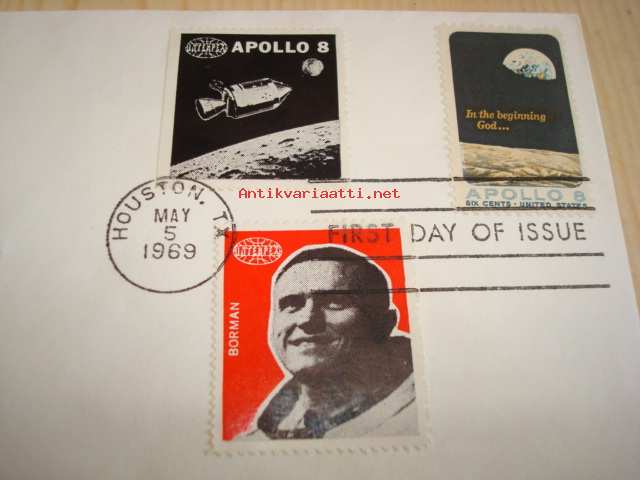 INTERPEX APOLLO 8
In the beginning
God...
APOLLO 8
SIX CENTS · UNITED STATES
Antikvariaatti.net
HOUSTON, TX
MAY
5
1969
FIRST DAY OF ISSUE
INTERPEX
BORMAN